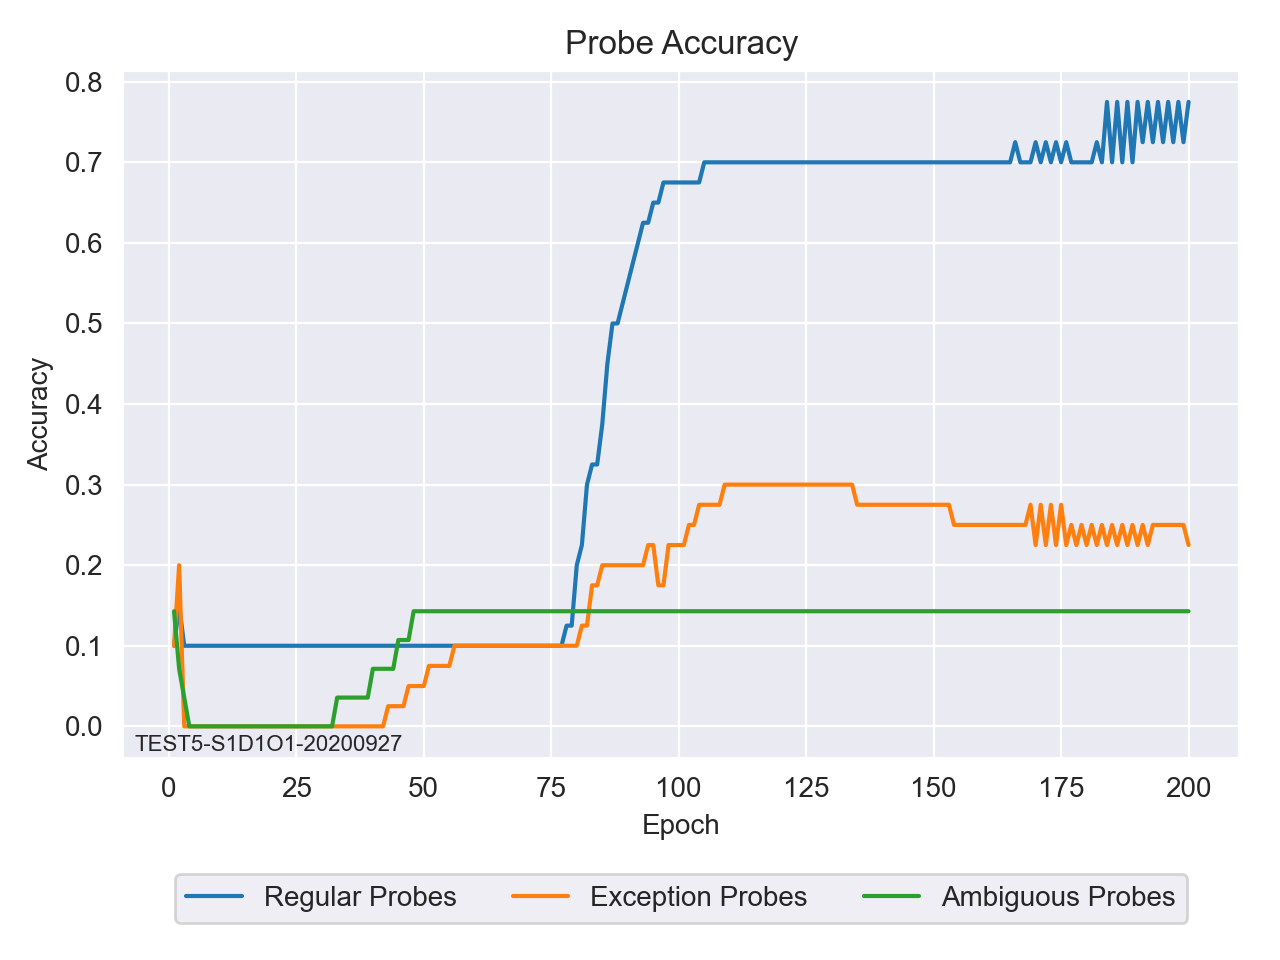 Probe Accuracy
0.8
0.7
0.6
0.5
0.4
0.3
0.2
0.1
0.0
Accuracy
TEST5-S1D1O1-20200927
0 25 50 75 100 125 150 175 200
Epoch
Regular Probes Exception Probes Ambiguous Probes